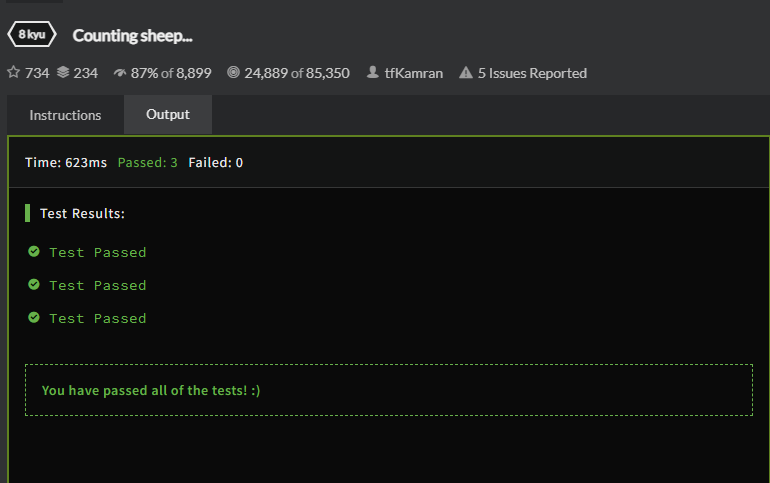 8 kyu Counting sheep...
734 234 87% of 8,899 24,889 of 85,350 tfKamran 5 Issues Reported
Instructions Output
Time: 623ms Passed: 3 Failed: 0
Test Results:
Test Passed
Test Passed
Test Passed
You have passed all of the tests! :)